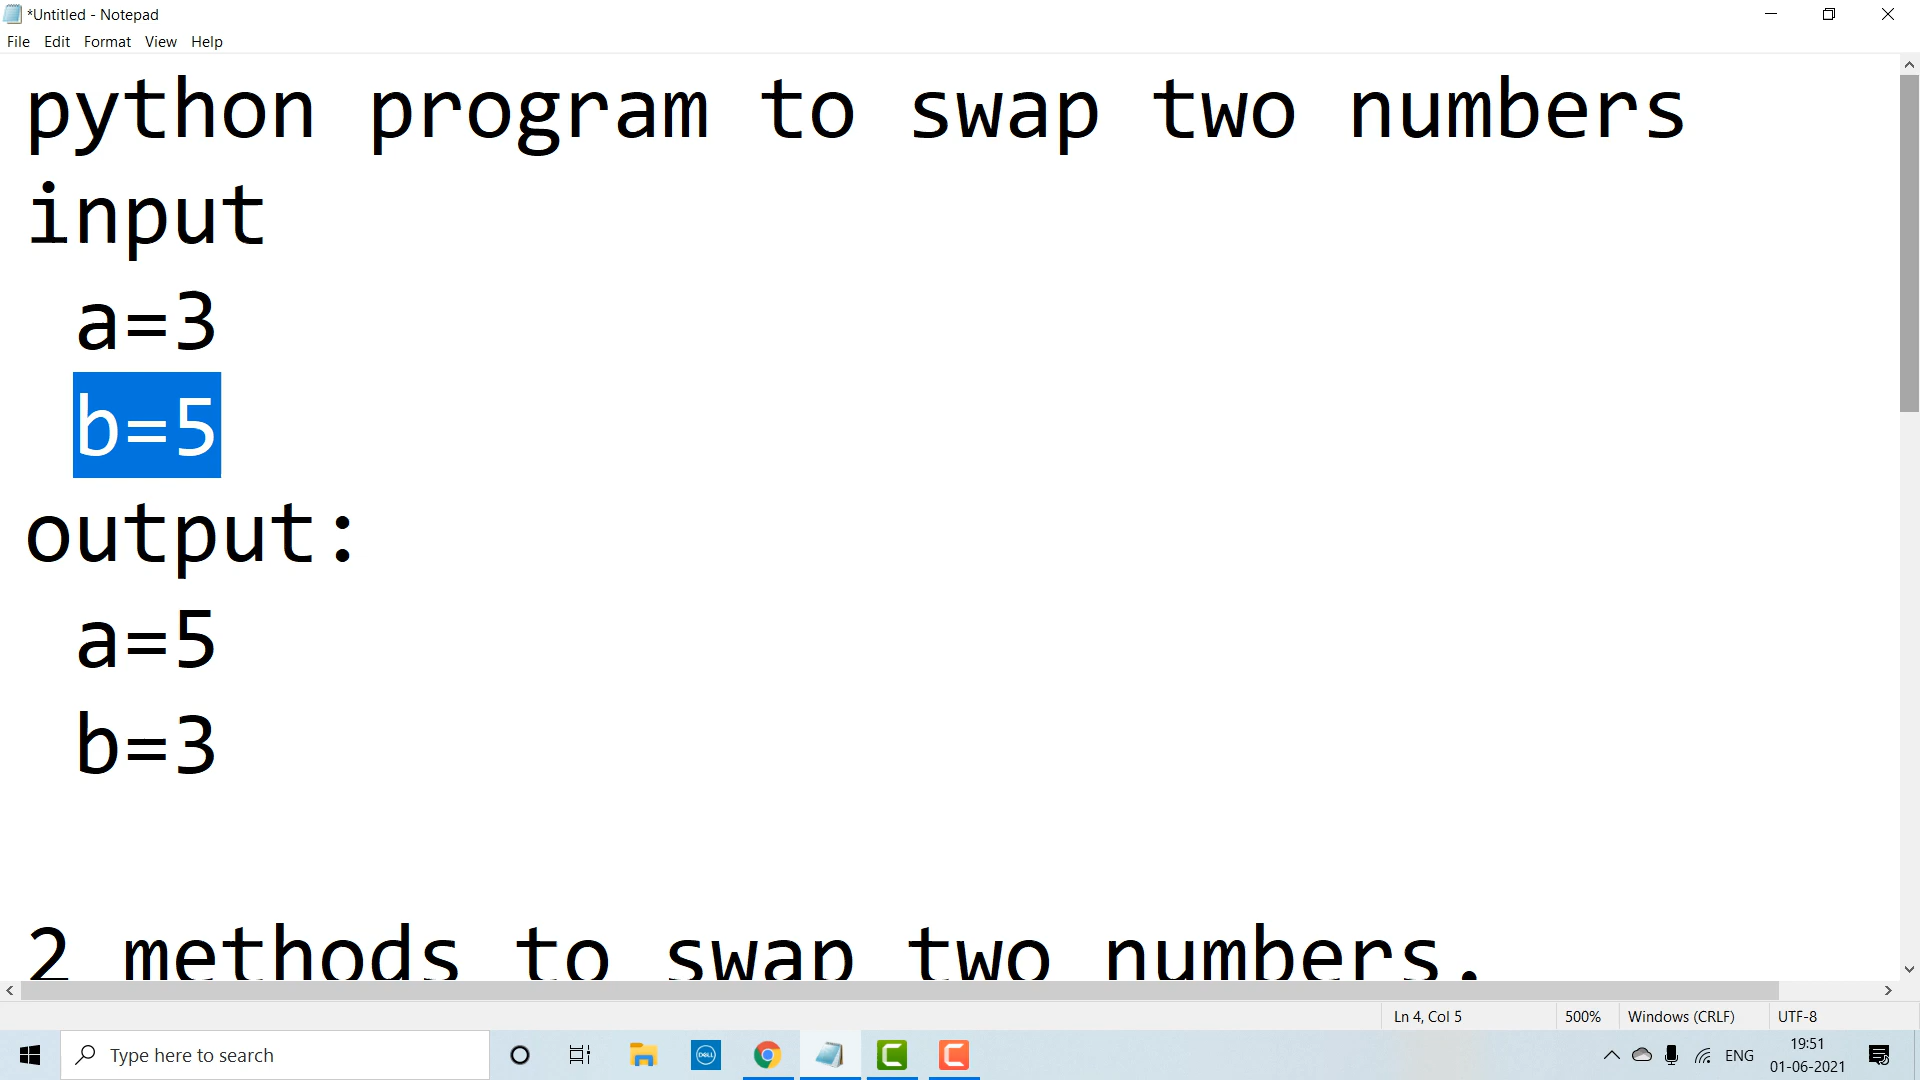 *Untitled - Notepad
File Edit Format View Help
python program to swap two numbers
input
a=3
b=5
output:
a=5
b=3
2 methods to swap two numbers.
Ln 4, Col 5 500% Windows (CRLF) UTF-8
Type here to search
DELL
ENG
19:51
01-06-2021